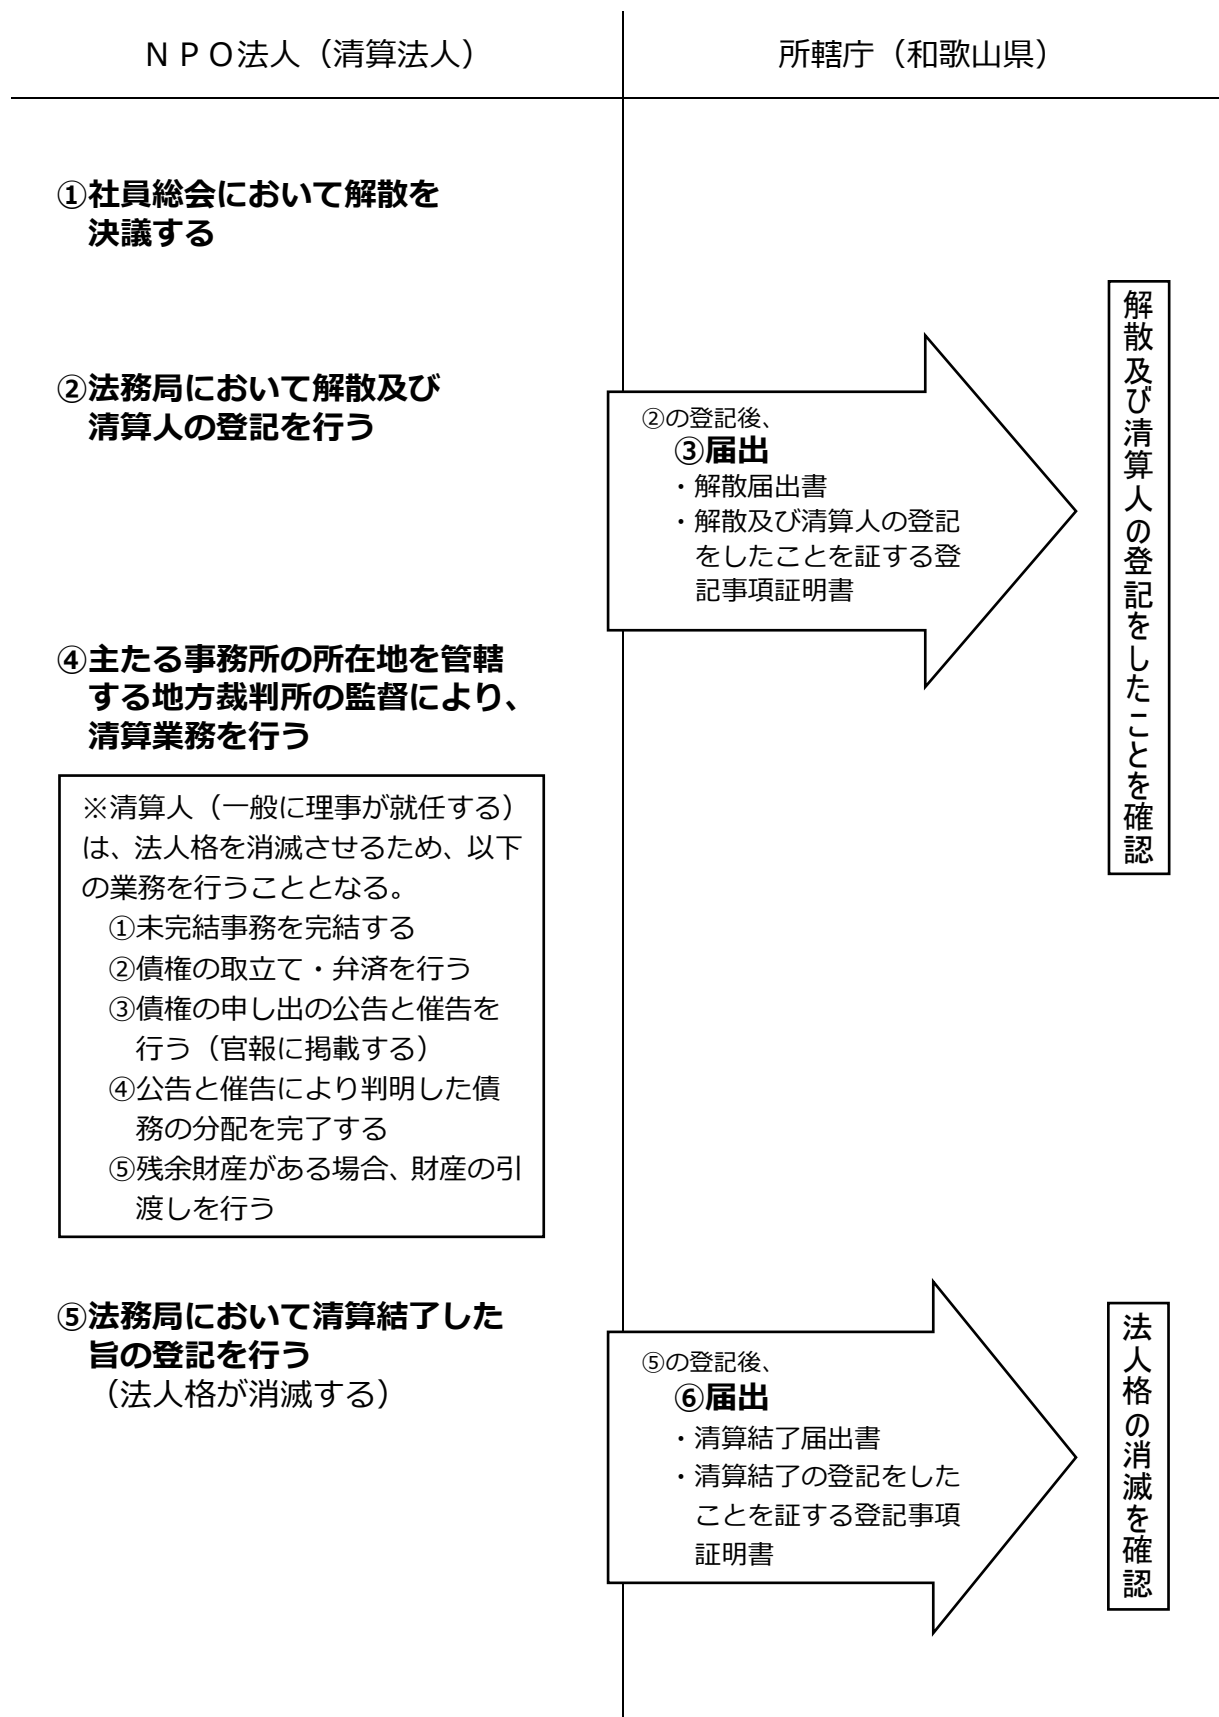 ＮＰＯ法人（清算法人）
所轄庁（和歌山県）
①社員総会において解散を
決議する
②法務局において解散及び
清算人の登記を行う
②の登記後、
③届出
・解散届出書
・解散及び清算人の登記
をしたことを証する登
記事項証明書
解散及び清算人の登記をしたことを確認
④主たる事務所の所在地を管轄
する地方裁判所の監督により、
清算業務を行う
※清算人（一般に理事が就任する）
は、法人格を消滅させるため、以下
の業務を行うこととなる。
①未完結事務を完結する
②債権の取立て・弁済を行う
③債権の申し出の公告と催告を
行う（官報に掲載する）
④公告と催告により判明した債
務の分配を完了する
⑤残余財産がある場合、財産の引
渡しを行う
⑤法務局において清算結了した
旨の登記を行う
（法人格が消滅する）
⑤の登記後、
⑥届出
・清算結了届出書
・清算結了の登記をした
ことを証する登記事項
証明書
法人格の消滅を確認